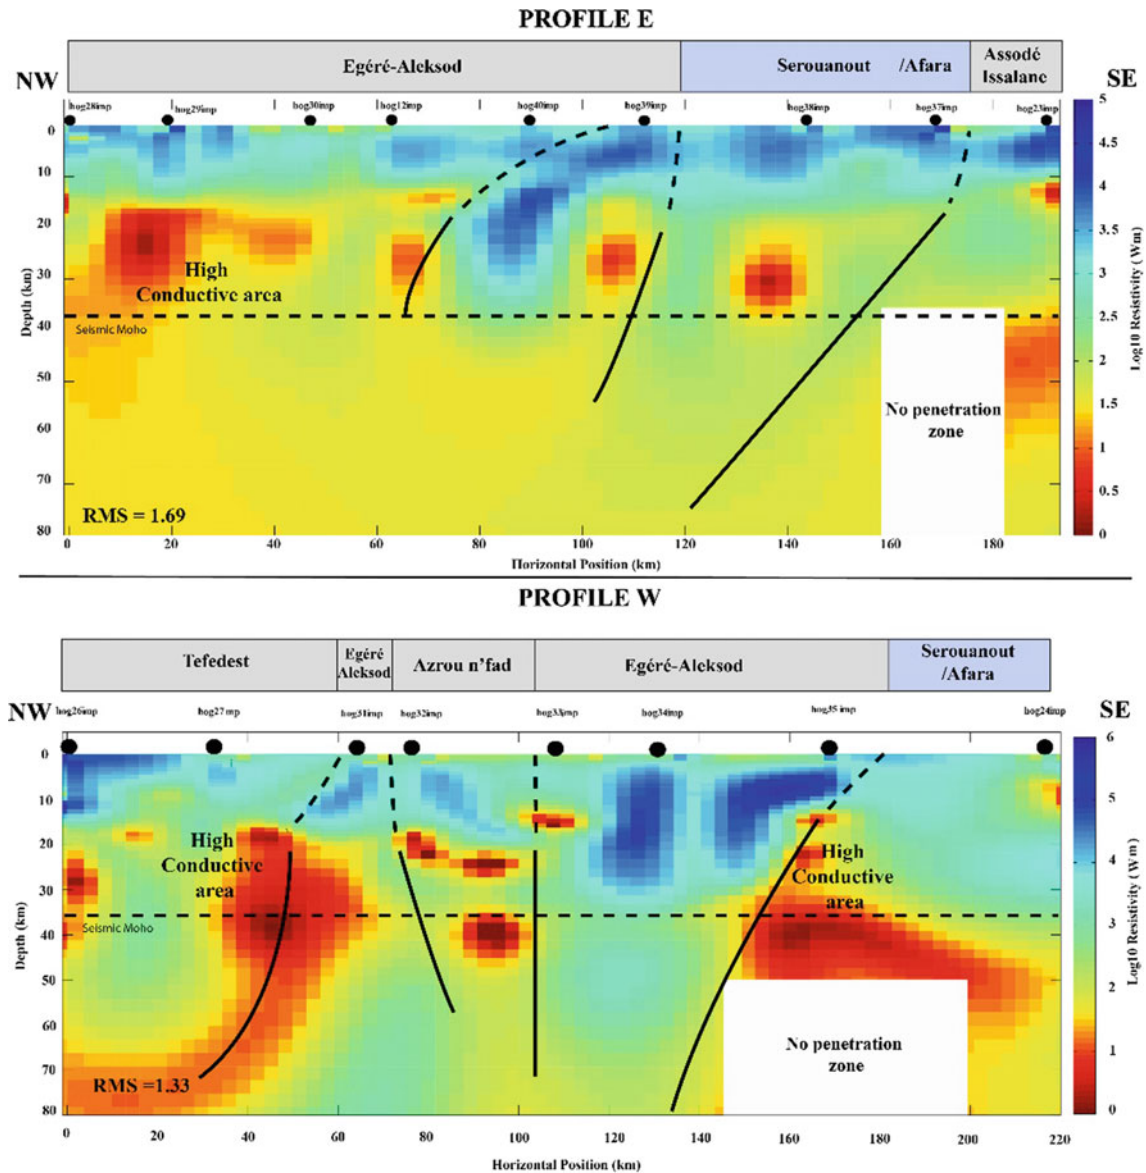 PROFILE E
Egéré-Aleksod
Serouanout /Afara
Assodé
Issalane
NW
SE
hog28imp hog29imp hog30imp hog12imp hog40imp hog39imp hog38imp hog37imp hog23imp
0
10
20
30
40
50
60
70
80
Depth (km)
High
Conductive area
Seismic Moho
No penetration
zone
RMS = 1.69
0 20 40 60 80 100 120 140 160 180
Horizontal Position (km)
5
4.5
4
3.5
3
2.5
2
1.5
1
0.5
0
Log10 Resistivity ( Wm)
PROFILE W
Tefedest
Egéré
Aleksod
Azrou n'fad
Egéré-Aleksod
Serouanout
/Afara
NW
SE
hog26imp hog27imp hog31imp hog32imp hog33imp hog34imp hog35 imp hog24imp
0
10
20
30
40
50
60
70
80
Depth (km)
High
Conductive
area
High
Conductive
area
Seismic Moho
No penetration
zone
RMS =1.33
0 20 40 60 80 100 120 140 160 180 200 220
Horizontal Position (km)
6
5
4
3
2
1
0
Log10 Resistivity ( Wm)